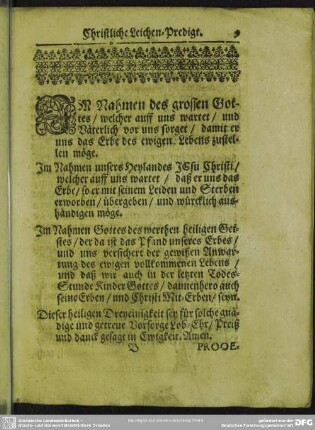 Christliche Leichen-Predigt. 9
IM Nahmen des grossen Got-
tes/ welcher auff uns wartet/ und
Väterlich vor uns sorget/ damit er
uns das Erbe des ewigen Lebens zustel-
len möge.
Im Nahmen unsers Heylandes JEsu Christi/
welcher auff uns wartet/ daß er uns das
Erbe/ so er mit seinem Leiden und Sterben
erworben/ übergeben/ und würcklich aus-
händigen möge.
Im Nahmen Gottes des werthen heiligen Gei-
stes/ der da ist das Pfand unseres Erbes/
und uns versichert der gewißen Anwar-
tung des ewigen vollkommenen Lebens/
und daß wir auch in der letzten Todes-
Stunde Kinder Gottes/ dannenhero auch
seine Erben/ und Christi Mit-Erben/ seyn.
Dieser heiligen Dreyeinigkeit sey für solche gnä-
dige und getreue Vorsorge Lob/ Ehr/ Preiß
und danck gesagt in Ewigkeit. Amen.
B PROOE-
DFG